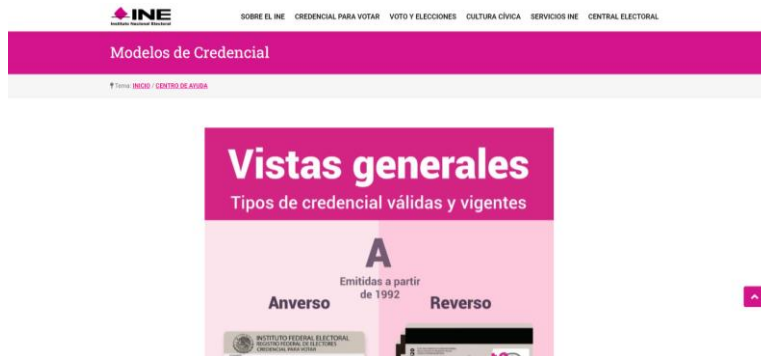 INE
Instituto Nacional Electoral
SOBRE EL INE CREDENCIAL PARA VOTAR VOTO Y ELECCIONES CULTURA CÍVICA SERVICIOS INE CENTRAL ELECTORAL
Modelos de Credencial
Tema: INICIO / CENTRO DE AYUDA
Vistas generales
Tipos de credencial válidas y vigentes
A
Emitidas a partir
de 1992
Anverso Reverso
INSTITUTO FEDERAL ELECTORAL
REGISTRO FEDERAL DE ELECTORES
CREDENCIAL PARA VOTAR